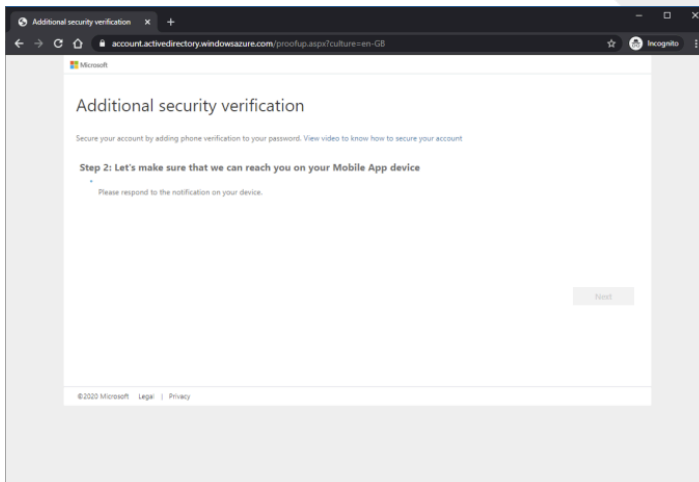 Additional security verification
account.activedirectory.windowsazure.com/proofup.aspx?culture=en-GB
Incognito
Microsoft
Additional security verification
Secure your account by adding phone verification to your password. View video to know how to secure your account
Step 2: Let's make sure that we can reach you on your Mobile App device
Please respond to the notification on your device.
Next
©2020 Microsoft Legal | Privacy